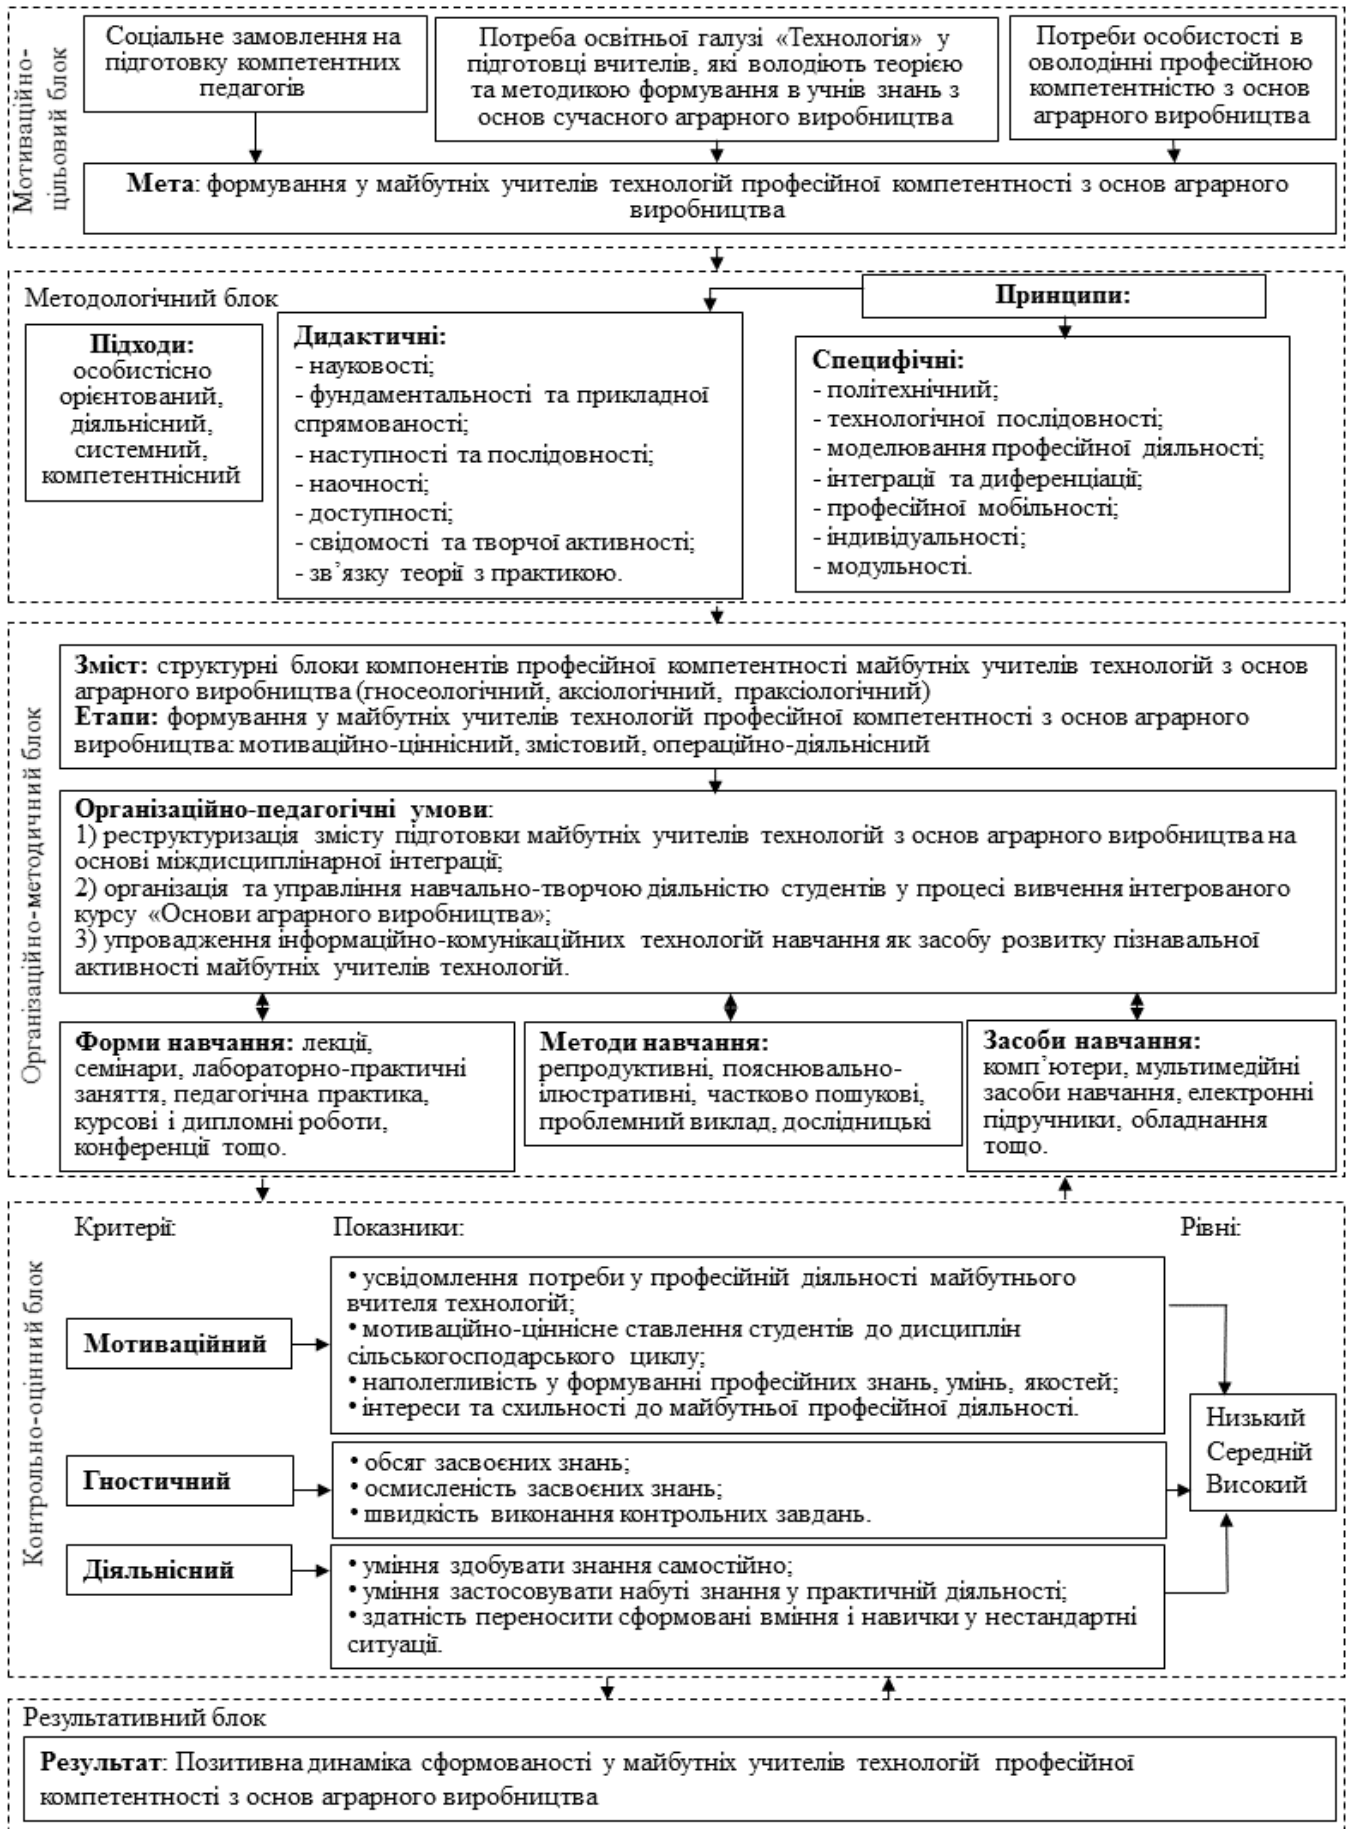 Мотиваційно-
цільовий блок
Соціальне замовлення на
підготовку компетентних
педагогів
Потреба освітньої галузі «Технологія» у
підготовці вчителів, які володіють теорією
та методикою формування в учнів знань з
основ сучасного аграрного виробництва
Потреби особистості в
оволодінні професійною
компетентністю з основ
аграрного виробництва
Мета: формування у майбутніх учителів технологій професійної компетентності з основ аграрного
виробництва
Методологічний блок
Підходи:
особистісно
орієнтований,
діяльнісний,
системний,
компетентнісний
Принципи:
Дидактичні:
- науковості;
- фундаментальності та прикладної
спрямованості;
- наступності та послідовності;
- наочності;
- доступності;
- свідомості та творчої активності;
- зв’язку теорії з практикою.
Специфічні:
- політехнічний;
- технологічної послідовності;
- моделювання професійної діяльності;
- інтеграції та диференціації;
- професійної мобільності;
- індивідуальності;
- модульності.
Організаційно-методичний блок
Зміст: структурні блоки компонентів професійної компетентності майбутніх учителів технологій з основ
аграрного виробництва (гносеологічний, аксіологічний, праксіологічний)
Етапи: формування у майбутніх учителів технологій професійної компетентності з основ аграрного
виробництва: мотиваційно-ціннісний, змістовий, операційно-діяльнісний
Організаційно-педагогічні умови:
1) реструктуризація змісту підготовки майбутніх учителів технологій з основ аграрного виробництва на
основі міждисциплінарної інтеграції;
2) організація та управління навчально-творчою діяльністю студентів у процесі вивчення інтегрованого
курсу «Основи аграрного виробництва»;
3) упровадження інформаційно-комунікаційних технологій навчання як засобу розвитку пізнавальної
активності майбутніх учителів технологій.
Форми навчання: лекції,
семінари, лабораторно-практичні
заняття, педагогічна практика,
курсові і дипломні роботи,
конференції тощо.
Методи навчання:
репродуктивні, пояснювально-
ілюстративні, частково пошукові,
проблемний виклад, дослідницькі
Засоби навчання:
комп’ютери, мультимедійні
засоби навчання, електронні
підручники, обладнання
тощо.
Контрольно-оцінний блок
Критерії:
Показники:
Рівні:
Мотиваційний
• усвідомлення потреби у професійній діяльності майбутнього
вчителя технологій;
• мотиваційно-ціннісне ставлення студентів до дисциплін
сільськогосподарського циклу;
• наполегливість у формуванні професійних знань, умінь, якостей;
• інтереси та схильності до майбутньої професійної діяльності.
Гностичний
• обсяг засвоєних знань;
• осмисленість засвоєних знань;
• швидкість виконання контрольних завдань.
Діяльнісний
• уміння здобувати знання самостійно;
• уміння застосовувати набуті знання у практичній діяльності;
• здатність переносити сформовані вміння і навички у нестандартні
ситуації.
Низький
Середній
Високий
Результативний блок
Результат: Позитивна динаміка сформованості у майбутніх учителів технологій професійної
компетентності з основ аграрного виробництва